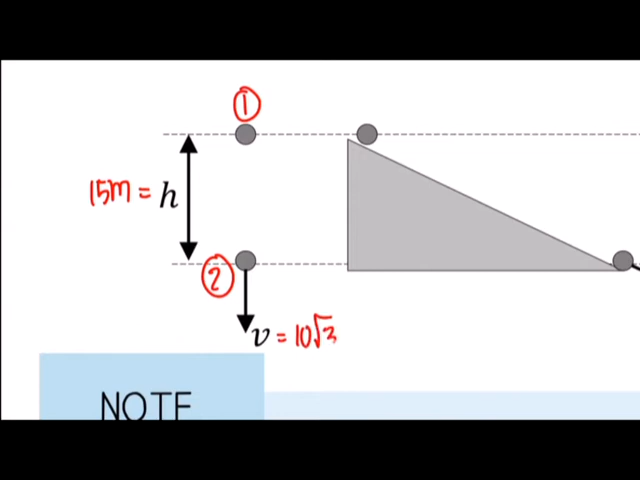 ①
15m = h
②
v = 10√3
NOTE